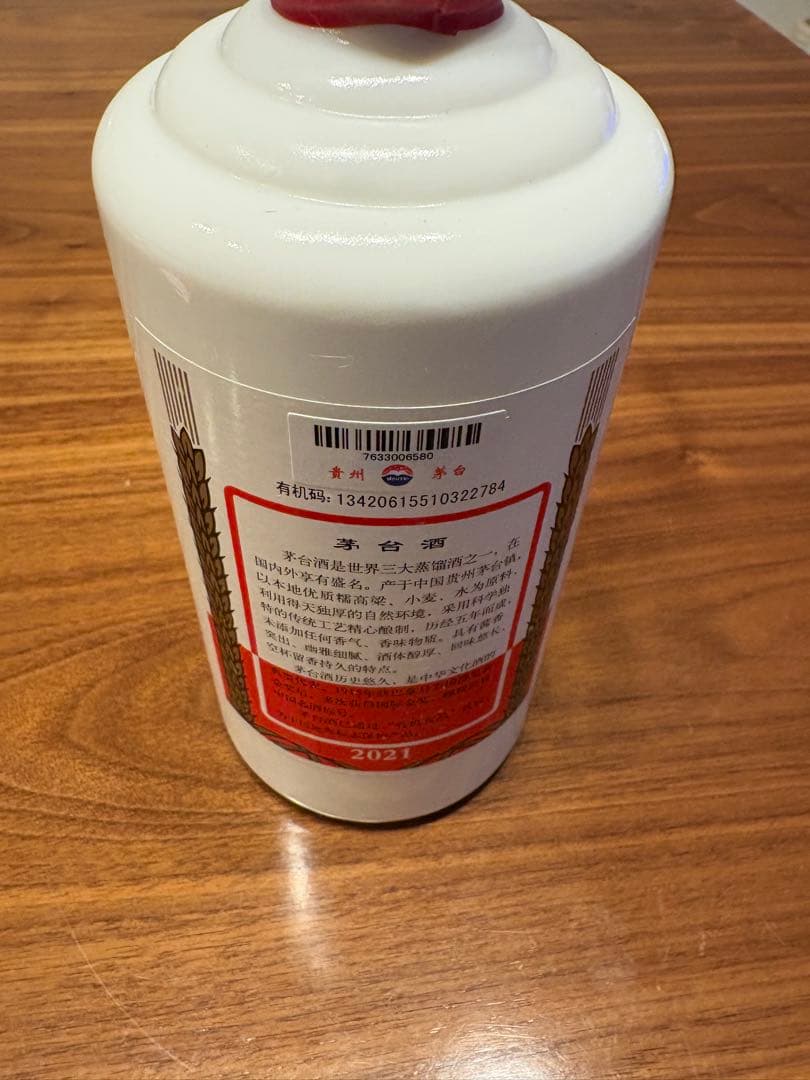 7633006580
贵州 茅台
有机码:13420615510322784
茅台酒
茅台酒是世界三大蒸馏酒之一，在
国内外享有盛名。产于中国贵州茅台镇，
以本地优质糯高粱、小麦、水为原料，
利用得天独厚的自然环境，采用科学独
特的传统工艺精心酿制，历经五年而成，
未添加任何香气、香味物质。具有酱香
突出、幽雅细腻、酒体醇厚、回味悠长、
空杯留香持久的特点。
茅台酒历史悠久，是中华文化酒的
2021